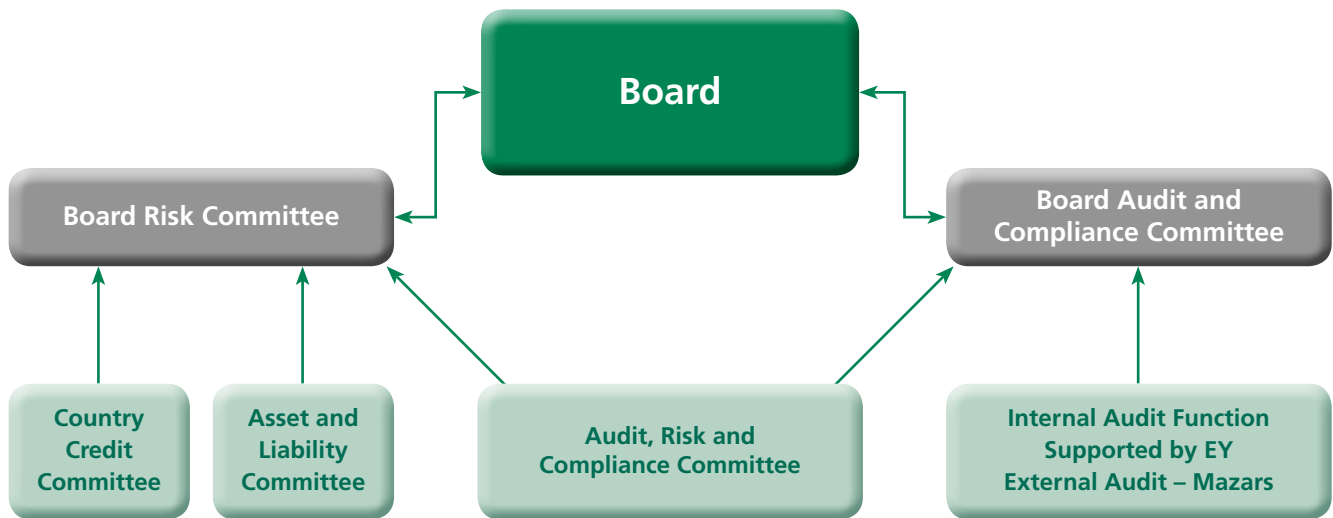 Board
Board Risk Committee
Board Audit and
Compliance Committee
Country
Credit
Committee
Asset and
Liability
Committee
Audit, Risk and
Compliance Committee
Internal Audit Function
Supported by EY
External Audit – Mazars